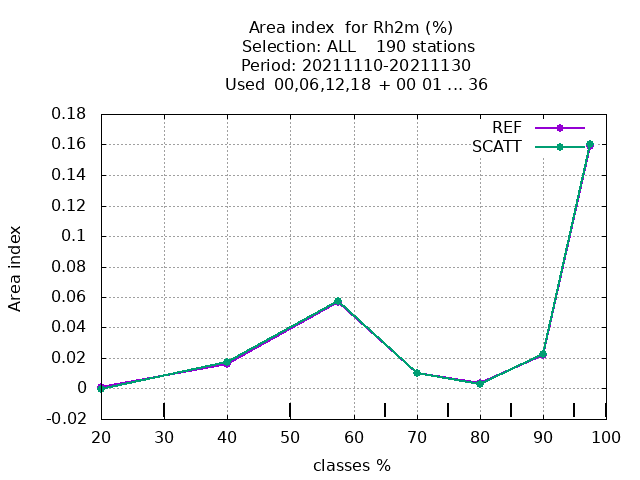 Area index  for Rh2m (%)
Selection: ALL    190 stations
Period: 20211110-20211130
Used  00,06,12,18  + 00 01 ... 36
REF
SCATT
0.18
0.16
0.14
0.12
0.1
0.08
0.06
0.04
0.02
0
-0.02
Area index
20 30 40 50 60 70 80 90 100
classes %